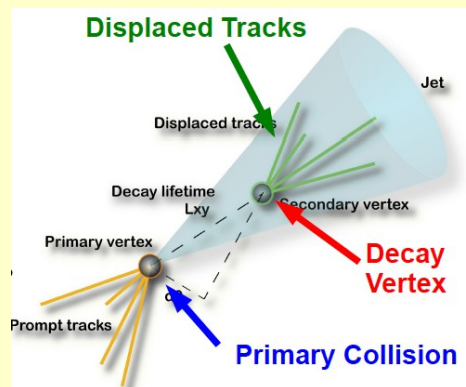 Displaced Tracks
Jet
Displaced tracks
Decay lifetime
Lxy
Secondary vertex
Primary vertex
Decay
Vertex
Prompt tracks
Primary Collision